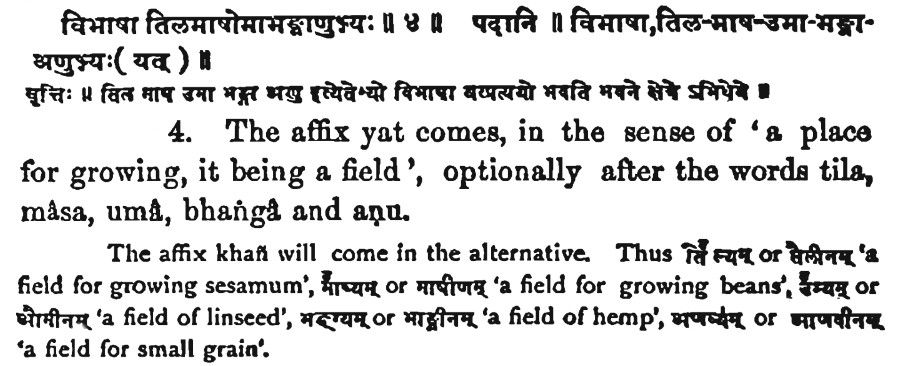 विभाषा तिलमाषोमाभङ्गाणुभ्यः ॥ ४ ॥ पदानि ॥ विभाषा, तिल-माष-उमा-भङ्गा-
अणुभ्यः ( यत् ) ॥
वृत्तिः ॥ तिल माष उमा भङ्गा अणु इत्येतेभ्यो विभाषा यत्प्रत्ययो भवति भवने क्षेत्रे ऽभिधेये ॥
4. The affix yat comes, in the sense of ‘a place
for growing, it being a field’, optionally after the words tila,
mâsa, umâ, bhaṅgâ and aṇu.
The affix khañ will come in the alternative. Thus or तैलीनम् ‘a
field for growing sesamum’, माष्यम् or माषीणम् ‘a field for growing beans’, उम्यम् or
औमीनम् ‘a field of linseed’, भङ्ग्यम् or भाङ्गीनम् ‘a field of hemp’, अणव्यम् or आणवीनम्
‘a field for small grain’.